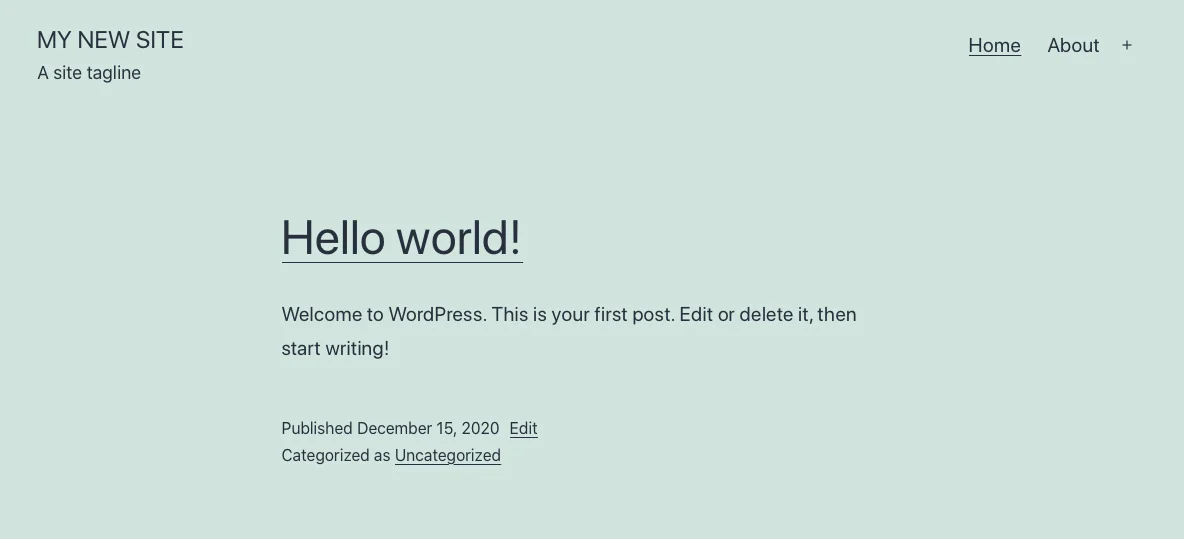 MY NEW SITE
A site tagline
Home About +
Hello world!
Welcome to WordPress. This is your first post. Edit or delete it, then
start writing!
Published December 15, 2020 Edit
Categorized as Uncategorized